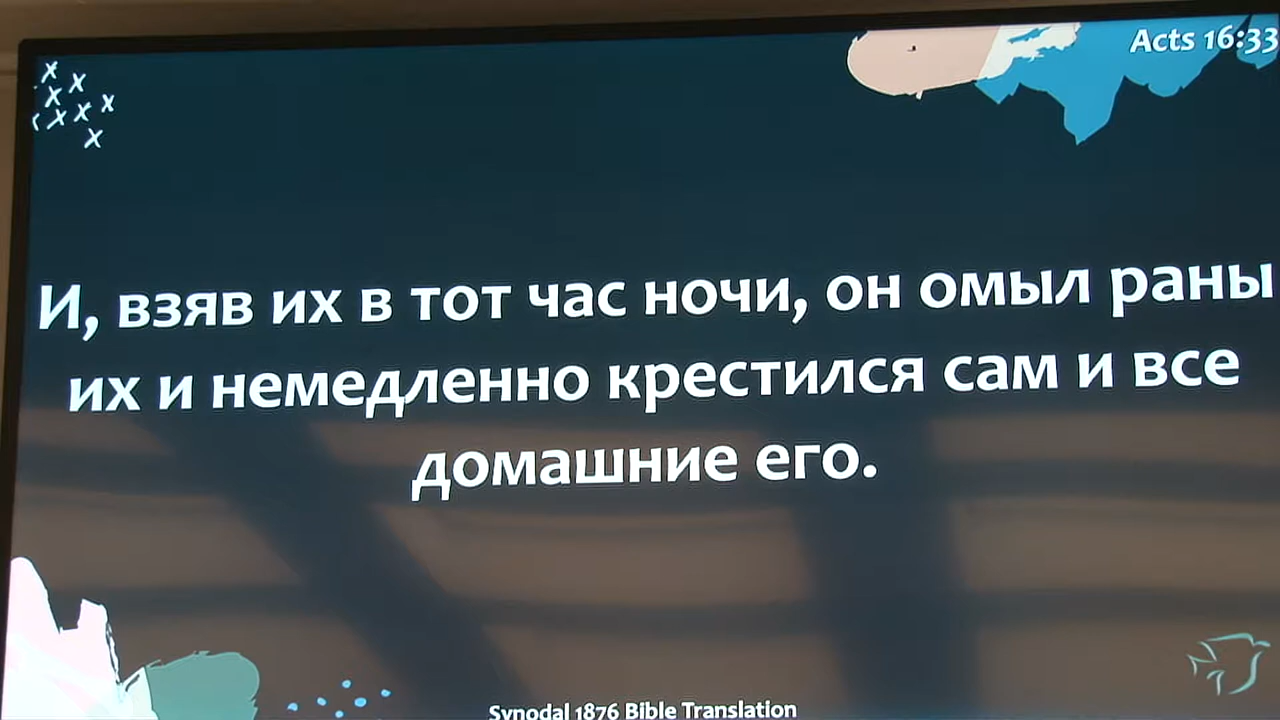 Acts 16:33
И, взяв их в тот час ночи, он омыл раны
их и немедленно крестился сам и все
домашние его.
Synodal 1876 Bible Translation